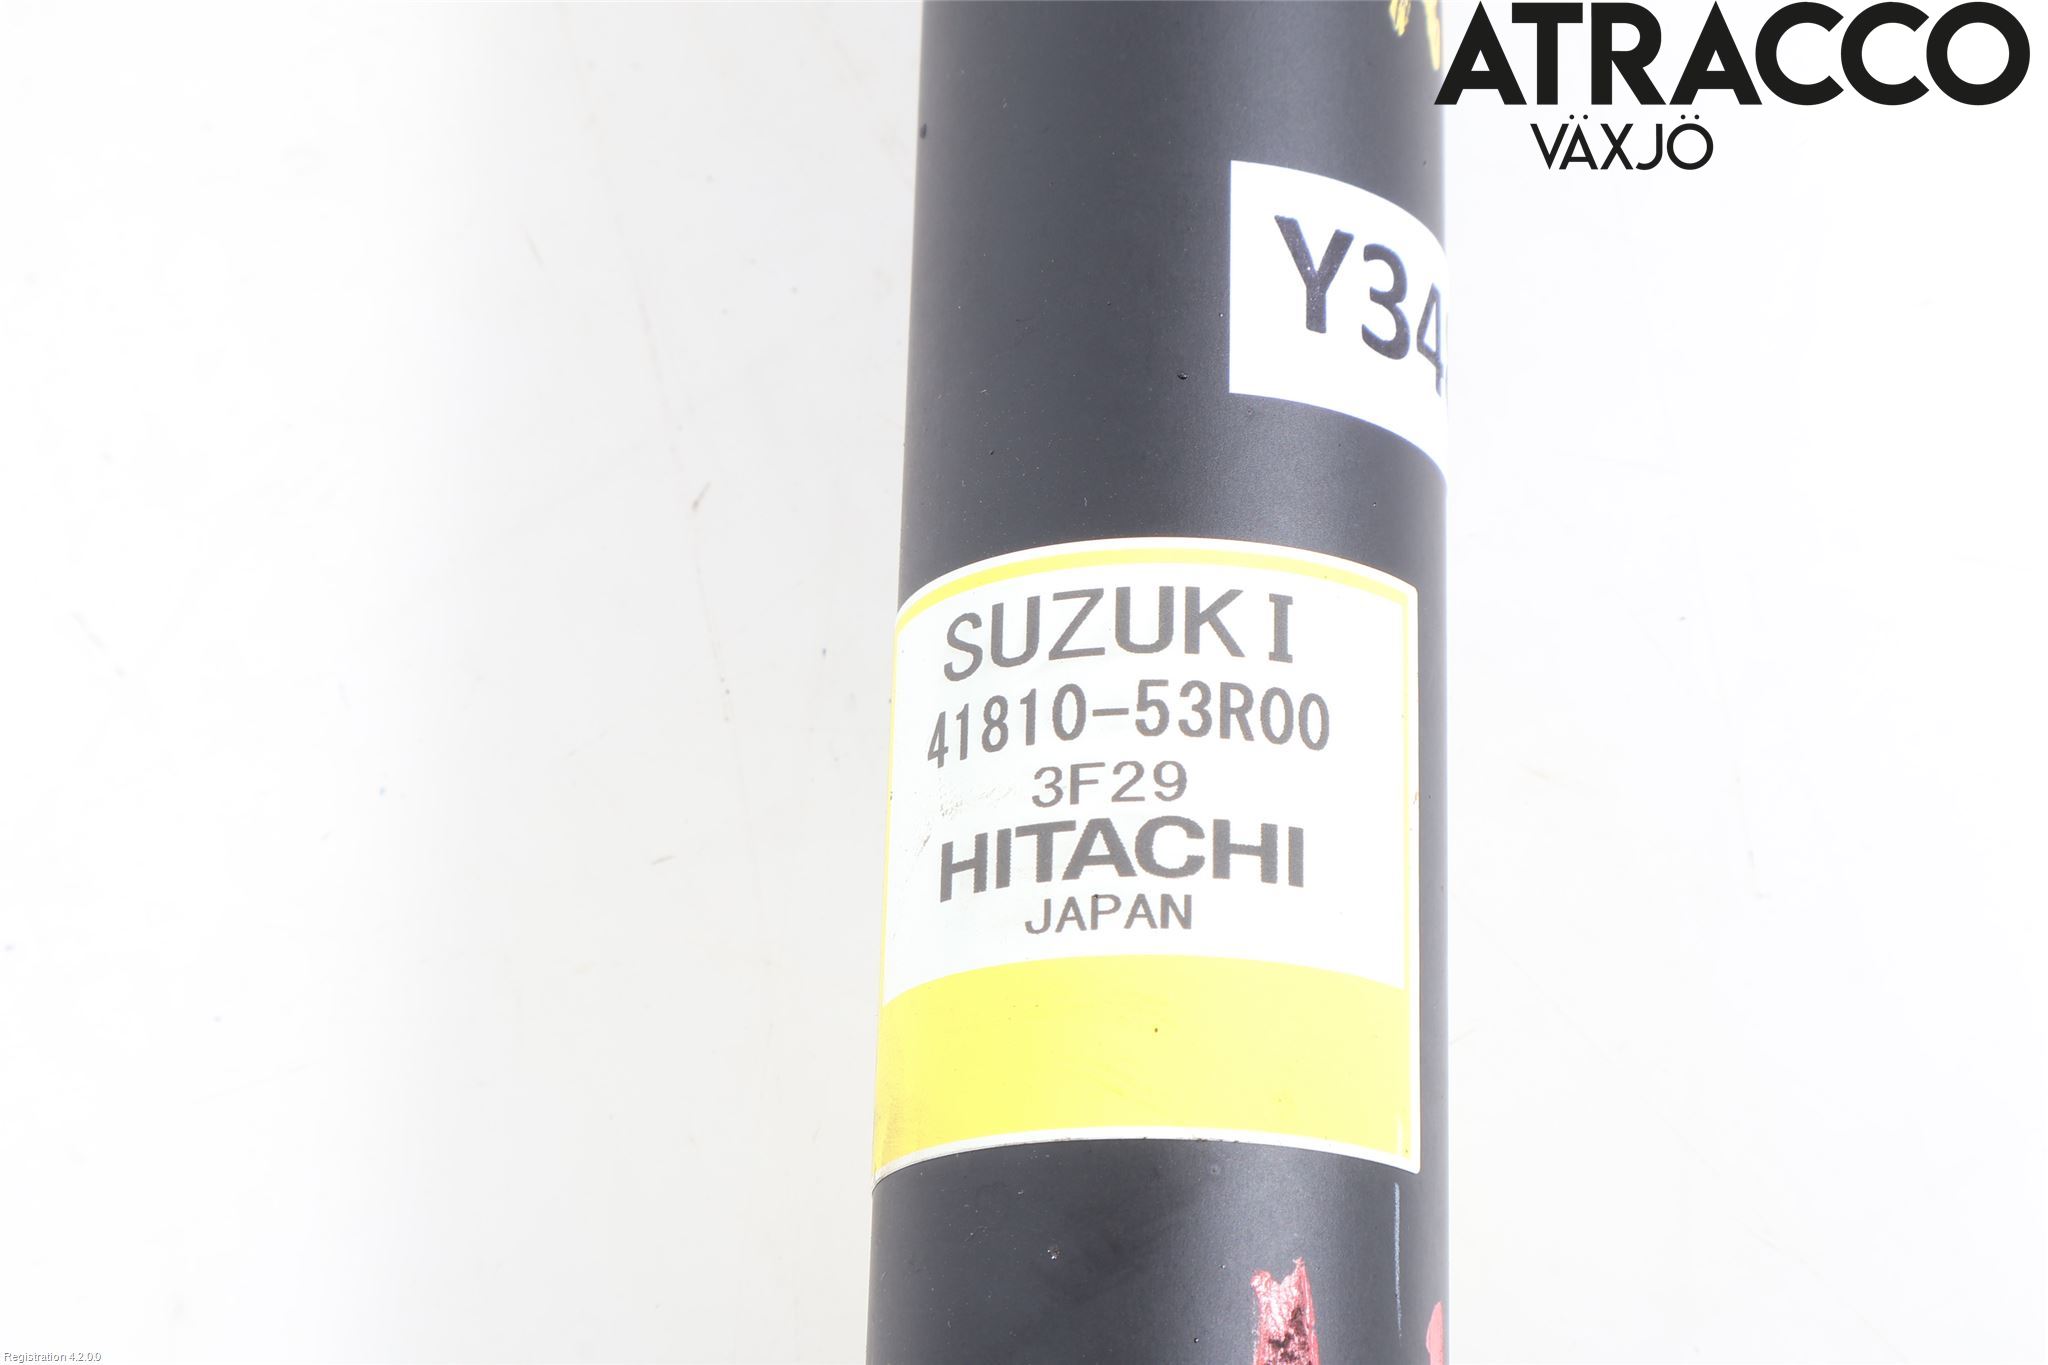 ATRACCO
VÄXJÖ
Y34
SUZUKI
41810-53R00
3F29
HITACHI
JAPAN
Registration 4.2.0.0